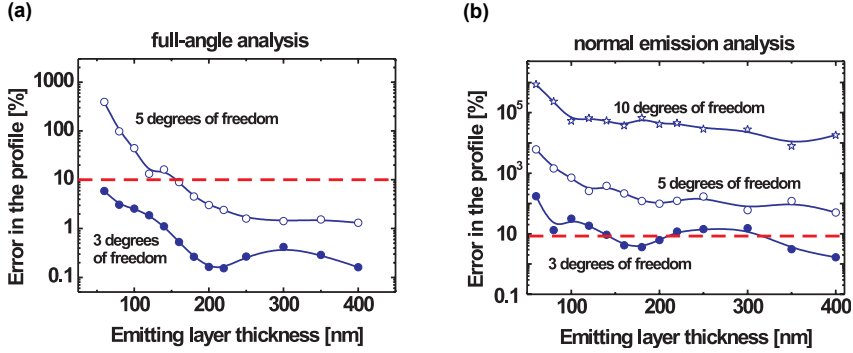 (a)
full-angle analysis
Error in the profile [%]
1000
100
10
1
0.1
5 degrees of freedom
3 degrees
of freedom
100 200 300 400
Emitting layer thickness [nm]
(b)
normal emission analysis
Error in the profile [%]
10^5
10^3
10
0.1
10 degrees of freedom
5 degrees of freedom
3 degrees of freedom
100 200 300 400
Emitting layer thickness [nm]